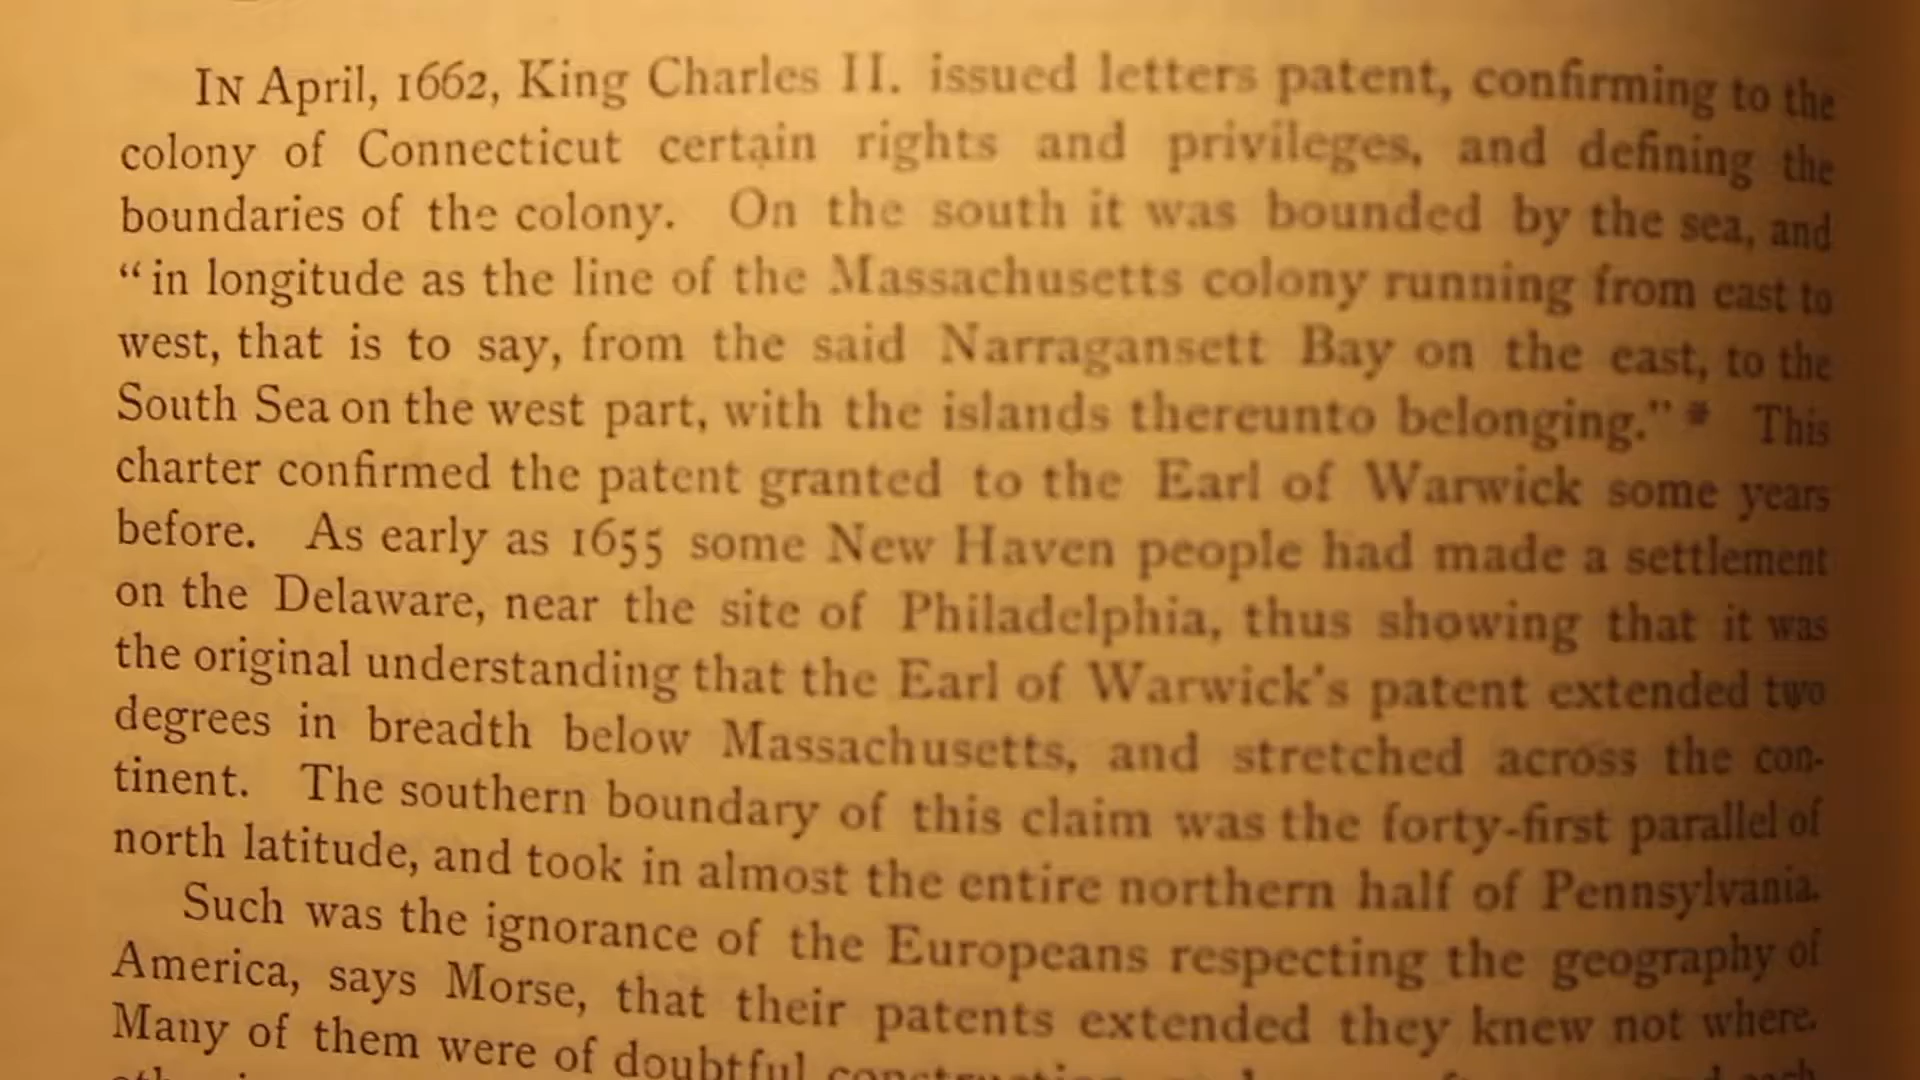 IN April, 1662, King Charles II. issued letters patent, confirming to the
colony of Connecticut certain rights and privileges, and defining the
boundaries of the colony. On the south it was bounded by the sea, and
“in longitude as the line of the Massachusetts colony running from east to
west, that is to say, from the said Narragansett Bay on the east, to the
South Sea on the west part, with the islands thereunto belonging.”* This
charter confirmed the patent granted to the Earl of Warwick some years
before. As early as 1655 some New Haven people had made a settlement
on the Delaware, near the site of Philadelphia, thus showing that it was
the original understanding that the Earl of Warwick's patent extended two
degrees in breadth below Massachusetts, and stretched across the con-
tinent. The southern boundary of this claim was the forty-first parallel of
north latitude, and took in almost the entire northern half of Pennsylvania.
Such was the ignorance of the Europeans respecting the geography of
America, says Morse, that their patents extended they knew not where.
Many of them were of doubtful construction